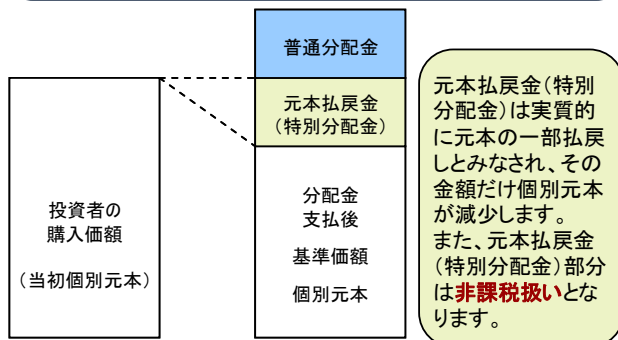 普通分配金
元本払戻金
(特別分配金)
投資者の
購入価額
(当初個別元本)
分配金
支払後
基準価額
個別元本
元本払戻金(特別
分配金)は実質的
に元本の一部払戻
しとみなされ、その
金額だけ個別元本
が減少します。
また、元本払戻金
(特別分配金)部分
は非課税扱いとな
ります。